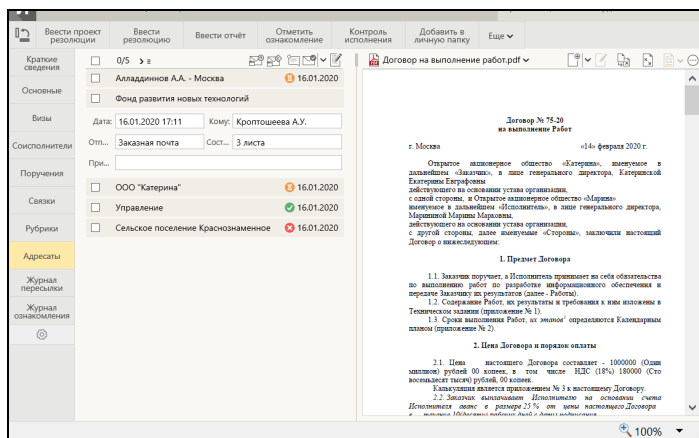 Ввести проект резолюции
Ввести резолюцию
Ввести отчёт
Отметить ознакомление
Контроль исполнения
Добавить в личную папку
Еще
Краткие сведения
Основные
Визы
Соисполнители
Поручения
Связки
Рубрики
Адресаты
Журнал пересылки
Журнал ознакомления
0/5
Алладдиннов А.А. - Москва 16.01.2020
Фонд развития новых технологий
Дата: 16.01.2020 17:11 Кому: Кроптошеева А.У.
Отп... Заказная почта Сост... 3 листа
При...
ООО "Катерина" 16.01.2020
Управление 16.01.2020
Сельское поселение Краснознаменное 16.01.2020
Договор на выполнение работ.pdf
Договор № 75-20
на выполнение Работ
г. Москва «14» февраля 2020 г.
Открытое акционерное общество «Катерина», именуемое в
дальнейшем «Заказчик», в лице генерального директора, Катеринской
Екатерины Евграфовны
действующего на основании устава организации,
с одной стороны, и Открытое акционерное общество «Марина»
именуемое в дальнейшем «Исполнитель», в лице генерального директора,
Марининой Марины Марковны,
действующего на основании устава организации,
с другой стороны, далее именуемые «Стороны», заключили настоящий
Договор о нижеследующем:
1. Предмет Договора
1.1. Заказчик поручает, а Исполнитель принимает на себя обязательства
по выполнению работ по разработке информационного обеспечения и
передаче Заказчику их результатов (далее - Работы).
1.2. Содержание Работ, их результаты и требования к ним изложены в
Техническом задании (приложение № 1).
1.3. Сроки выполнения Работ, их этапов¹ определяются Календарным
планом (приложение № 2).
2. Цена Договора и порядок оплаты
2.1. Цена настоящего Договора составляет - 1000000 (Один
миллион) рублей 00 копеек, в том числе НДС (18%) 180000 (Сто
восемьдесят тысяч) рублей, 00 копеек.
Калькуляция является приложением № 3 к настоящему Договору.
2.2. Заказчик выплачивает Исполнителю на основании счета
Исполнителя аванс в размере 25 % от цены настоящего Договора
100%